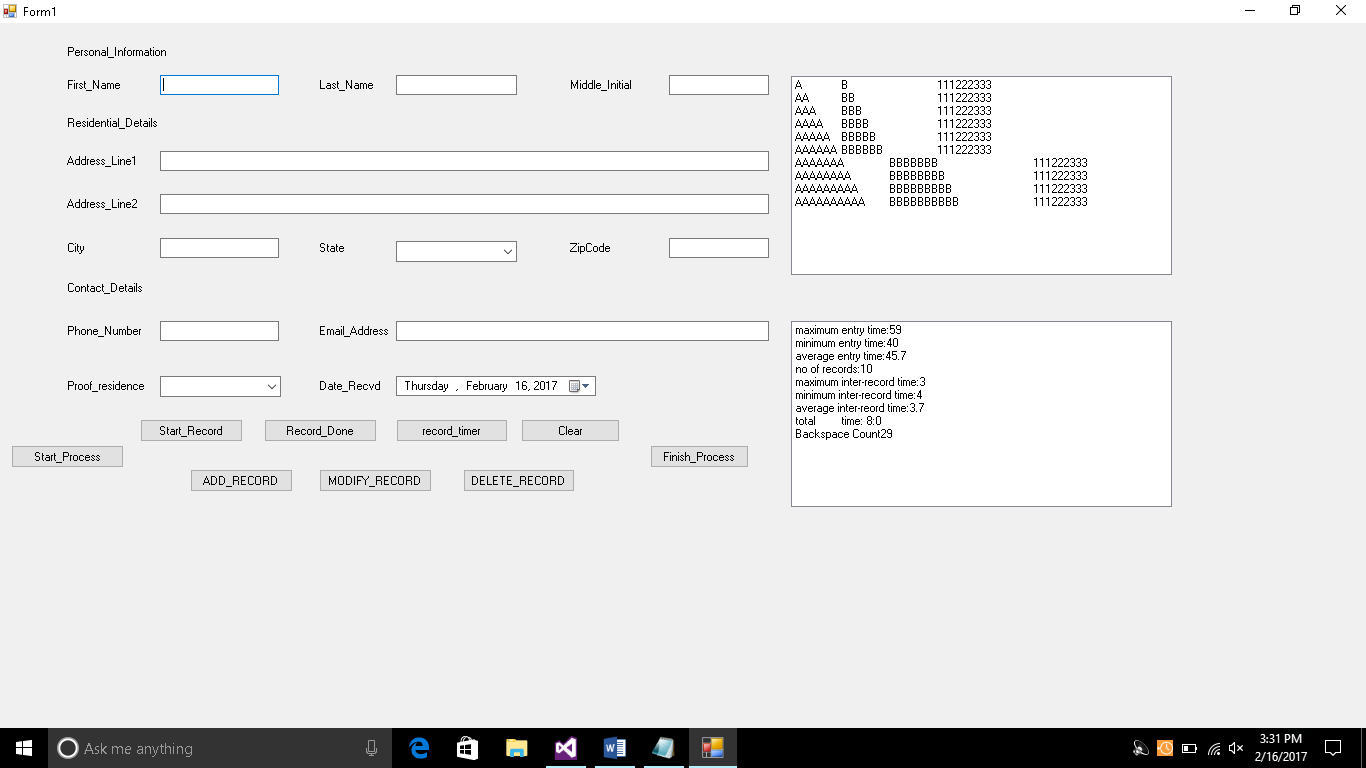 Form1
Personal_Information
First_Name Last_Name Middle_Initial
Residential_Details
Address_Line1
Address_Line2
City State ZipCode
Contact_Details
Phone_Number Email_Address
Proof_residence Date_Recvd Thursday , February 16, 2017
Start_Record Record_Done record_timer Clear
Start_Process Finish_Process
ADD_RECORD MODIFY_RECORD DELETE_RECORD
A B 111222333
AA BB 111222333
AAA BBB 111222333
AAAA BBBB 111222333
AAAAA BBBBB 111222333
AAAAAA BBBBBB 111222333
AAAAAAA BBBBBBB 111222333
AAAAAAAA BBBBBBBB 111222333
AAAAAAAAA BBBBBBBBB 111222333
AAAAAAAAAA BBBBBBBBBB 111222333
maximum entry time:59
minimum entry time:40
average entry time:45.7
no of records:10
maximum inter-record time:3
minimum inter-record time:4
average inter-reord time:3.7
total time: 8:0
Backspace Count29
Ask me anything
3:31 PM
2/16/2017